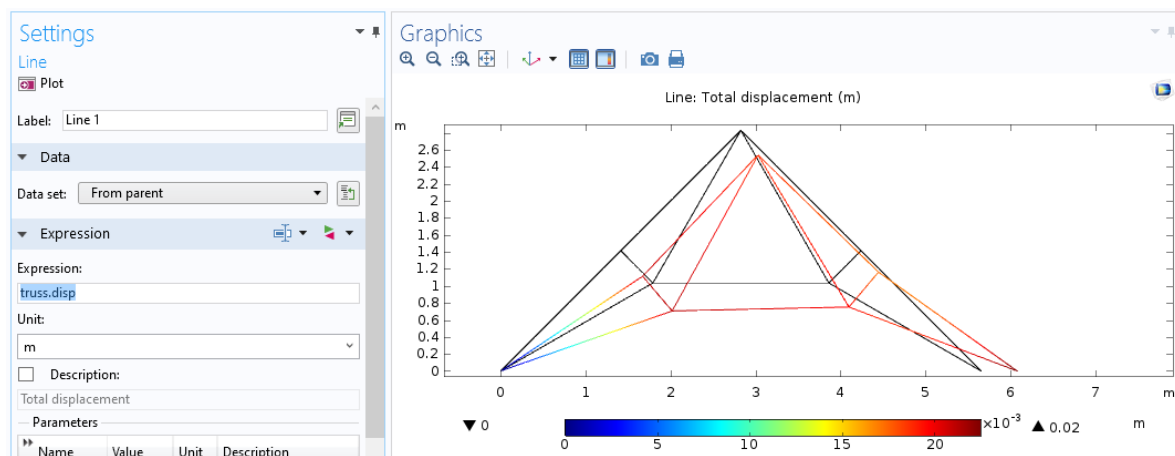 Settings
Line
Plot
Label: Line 1
Data
Data set: From parent
Expression
Expression:
truss.disp
Unit:
m
Description:
Total displacement
Parameters
Name Value Unit Description
Graphics
Line: Total displacement (m)
m
2.6
2.4
2.2
2
1.8
1.6
1.4
1.2
1
0.8
0.6
0.4
0.2
0
0 1 2 3 4 5 6 7 m
▼ 0 ×10⁻³ ▲ 0.02 m
0 5 10 15 20